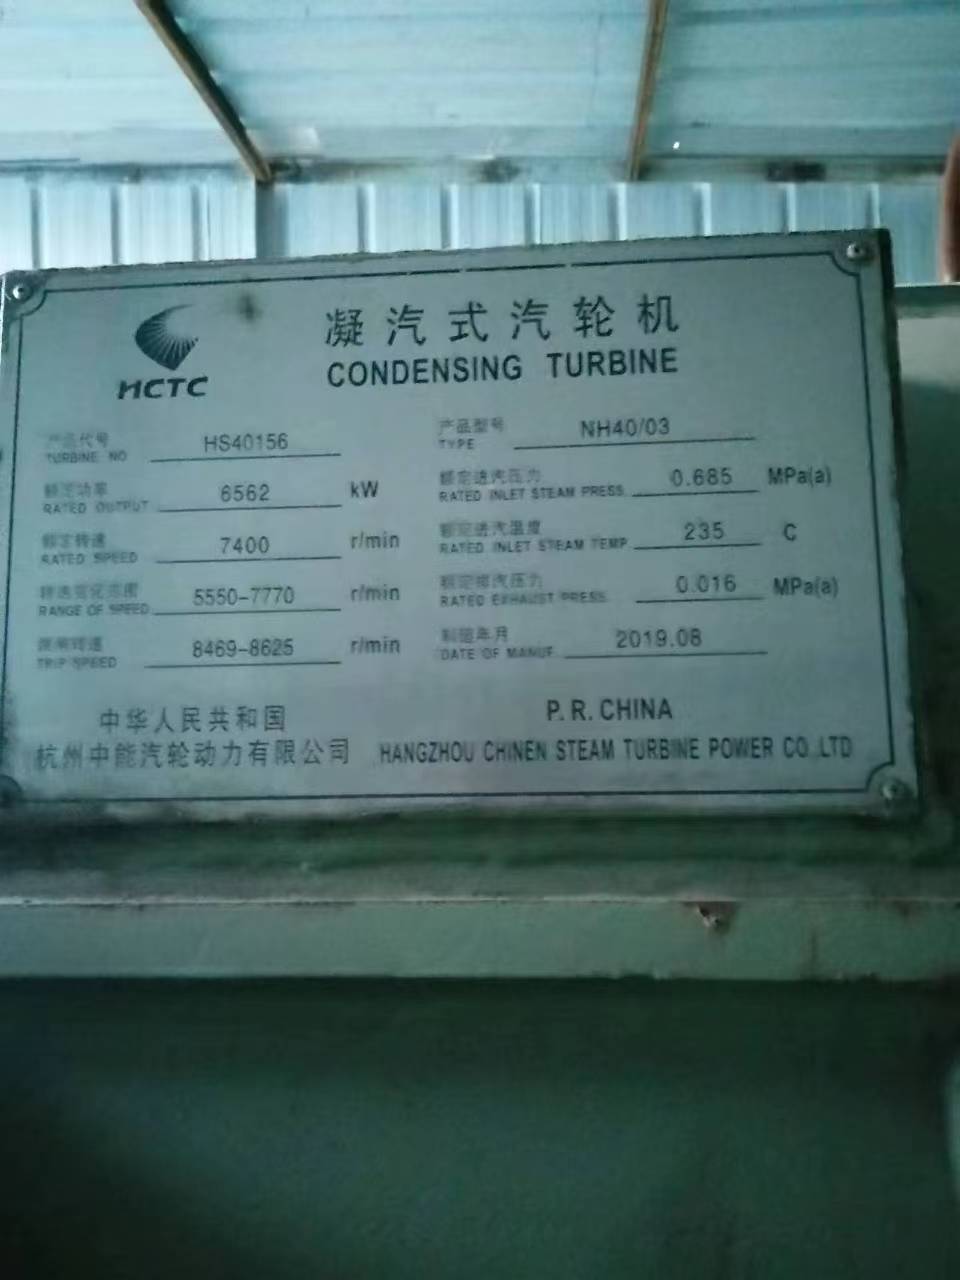 HCTC
凝汽式汽轮机
CONDENSING TURBINE
产品代号 HS40156
TURBINE NO
产品型号 NH40/03
TYPE
额定功率 6562 kW
RATED OUTPUT
额定进汽压力 0.685 MPa(a)
RATED INLET STEAM PRESS
额定转速 7400 r/min
RATED SPEED
额定进汽温度 235 C
RATED INLET STEAM TEMP
转速变化范围 5550-7770 r/min
RANGE OF SPEED
额定排汽压力 0.016 MPa(a)
RATED EXHAUST PRESS
转速 8469-8625 r/min
TRIP SPEED
制造年月 2019.08
DATE OF MANUF
中华人民共和国
P. R. CHINA
杭州中能汽轮动力有限公司
HANGZHOU CHINEN STEAM TURBINE POWER CO.,LTD